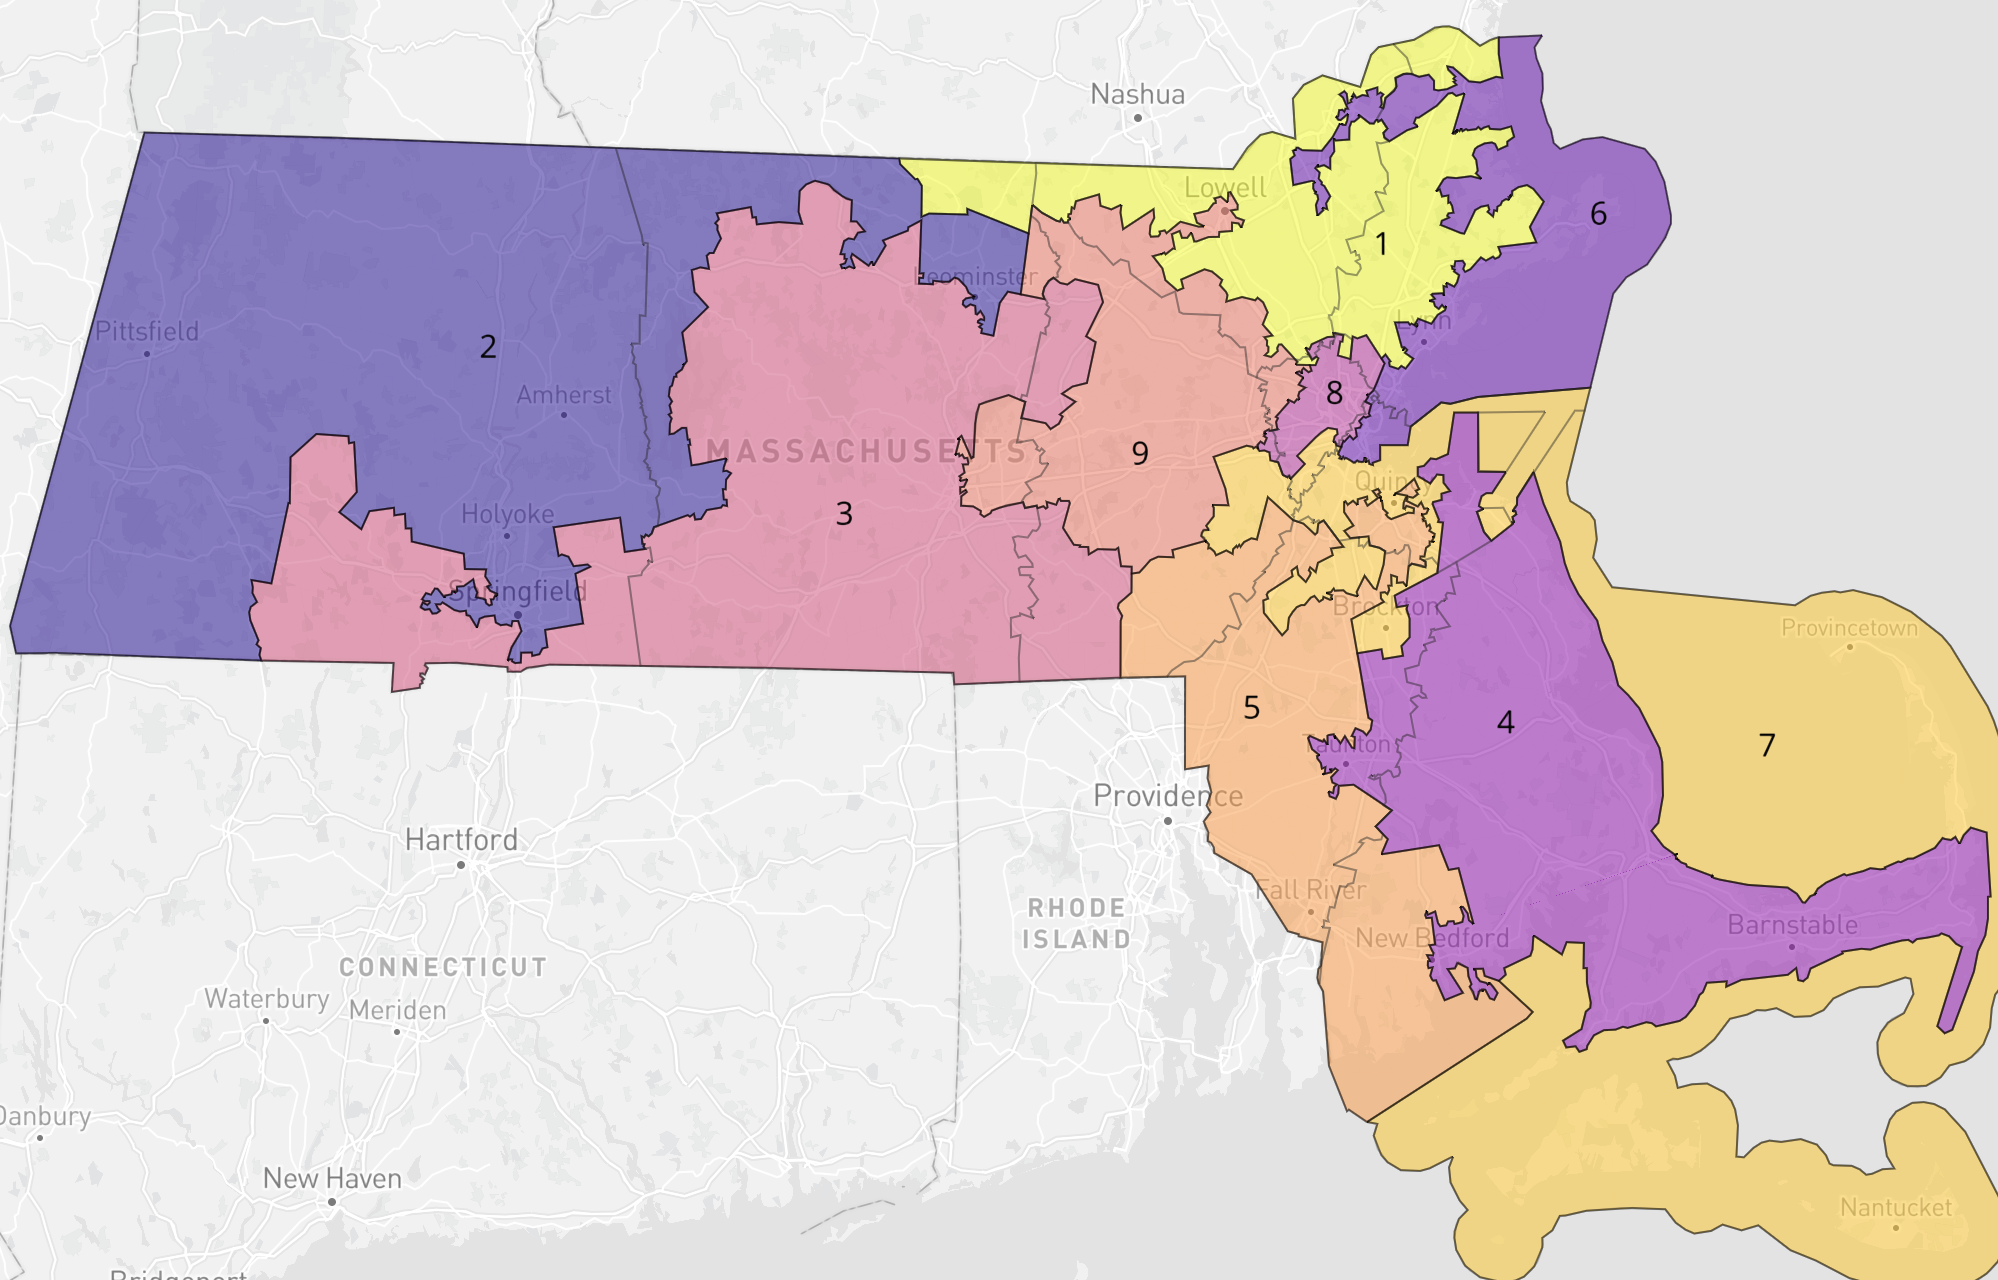 Nashua
Lowell
6
1
Leominster
Pittsfield
2
Lynn
8
Amherst
MASSACHUSETTS
9
Quincy
3
Holyoke
Springfield
Brockton
Provincetown
5
4
7
Taunton
Providence
Hartford
Fall River
RHODE
ISLAND
New Bedford
Barnstable
CONNECTICUT
Waterbury
Meriden
Danbury
New Haven
Nantucket
Bridgeport